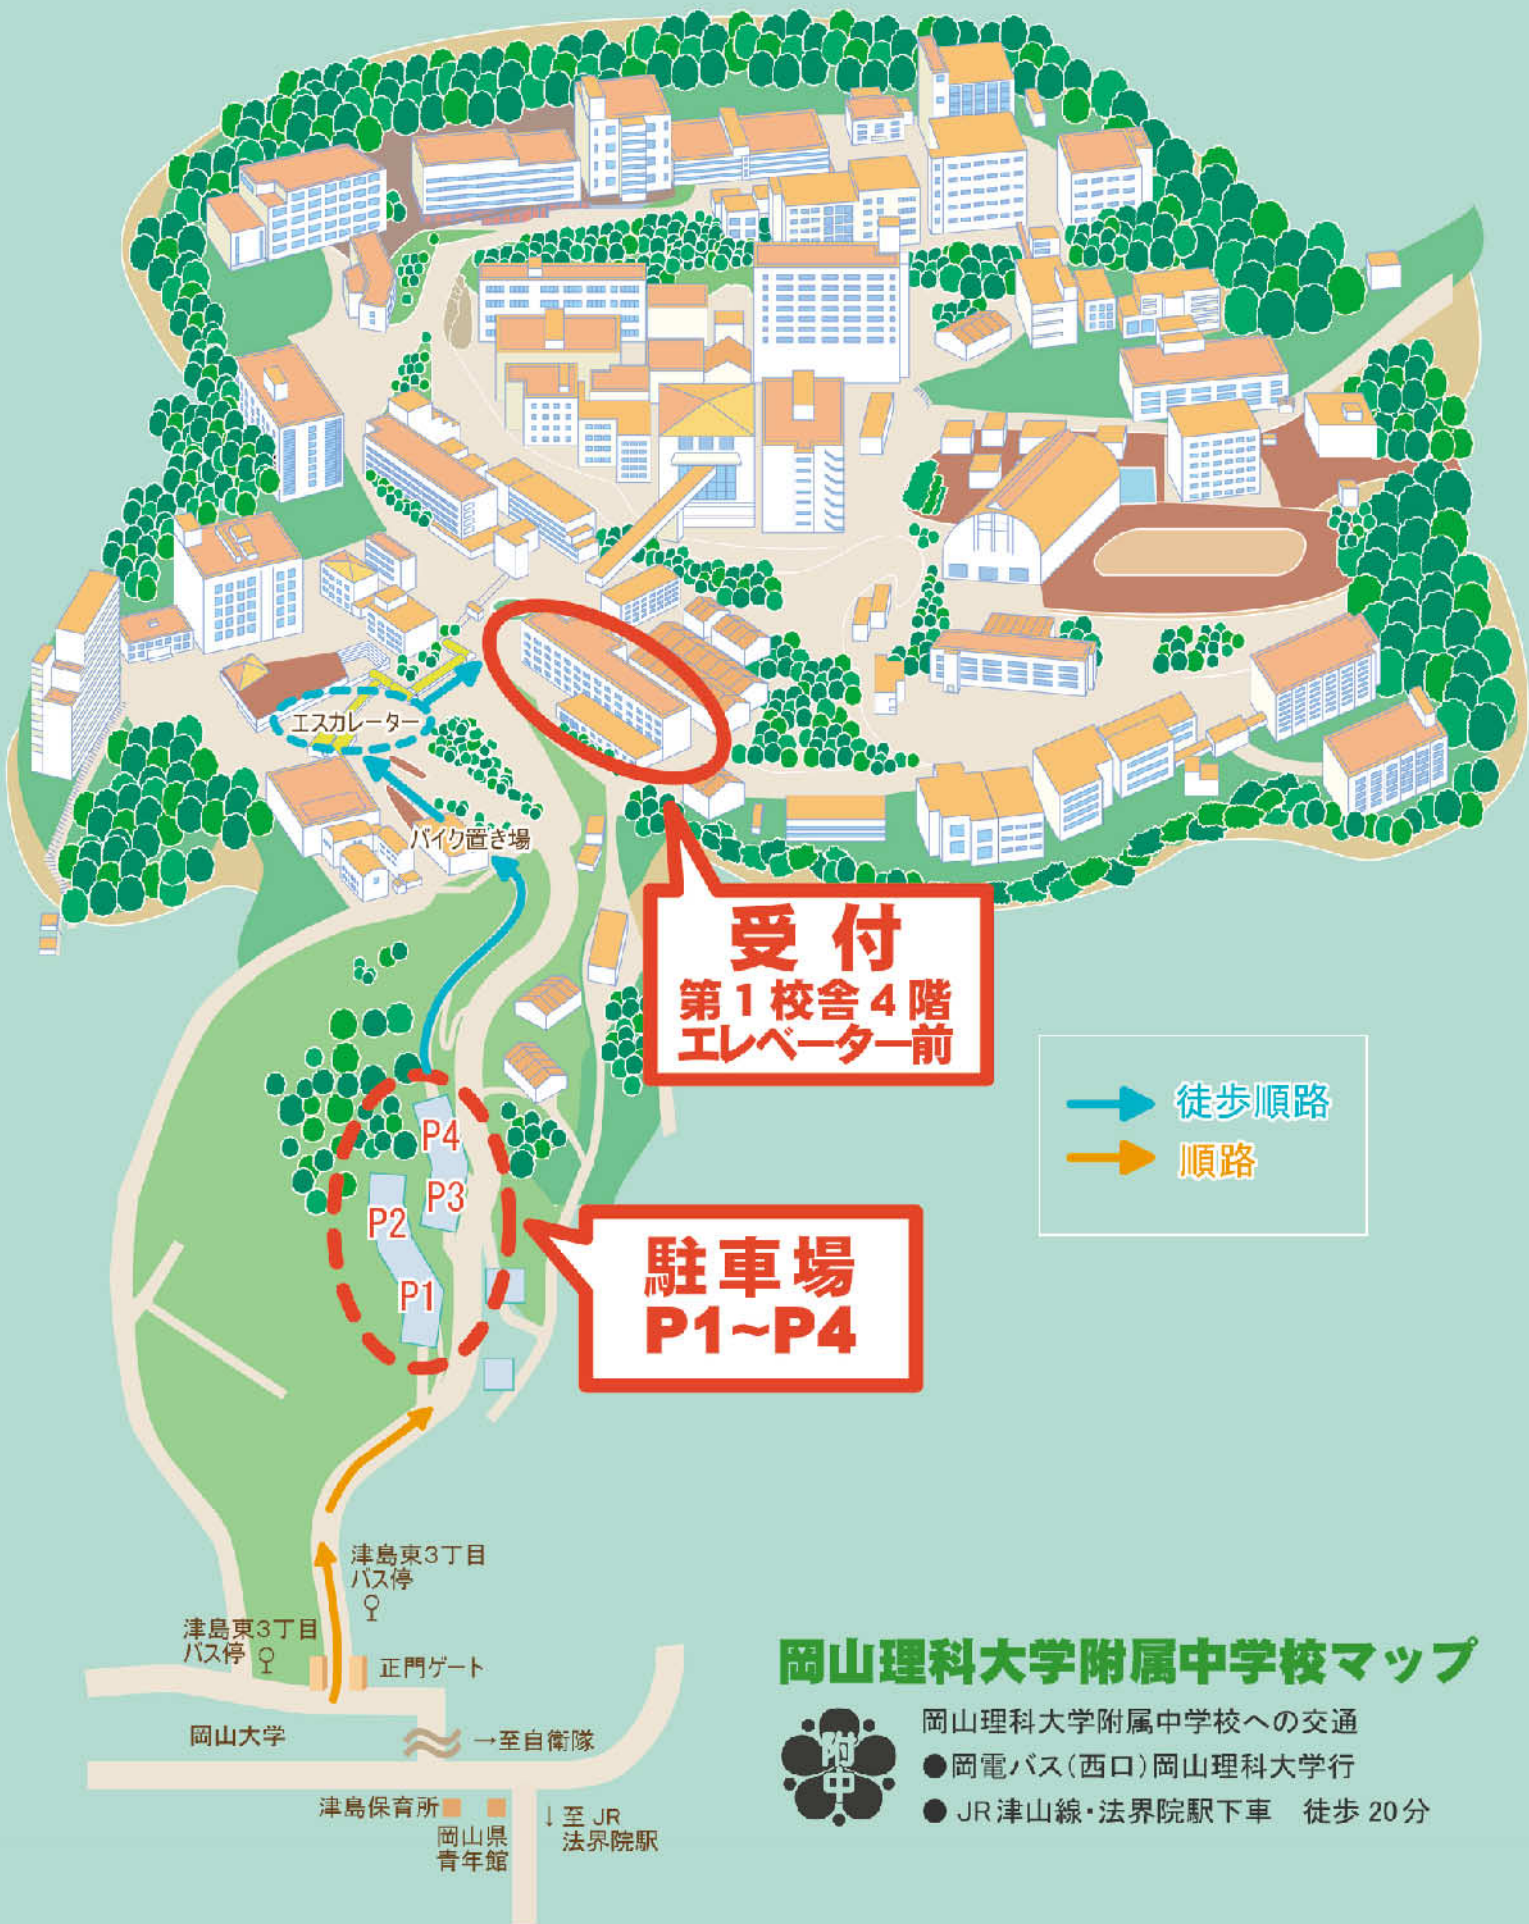 エスカレーター
バイク置き場
受付
第1校舎4階
エレベーター前
徒歩順路
順路
P4
P3
P2
P1
駐車場
P1~P4
津島東3丁目
バス停
津島東3丁目
バス停
正門ゲート
岡山大学
→至自衛隊
津島保育所
岡山県
青年館
↓至JR
法界院駅
岡山理科大学附属中学校マップ
附中
岡山理科大学附属中学校への交通
●岡電バス(西口)岡山理科大学行
●JR津山線・法界院駅下車 徒歩20分